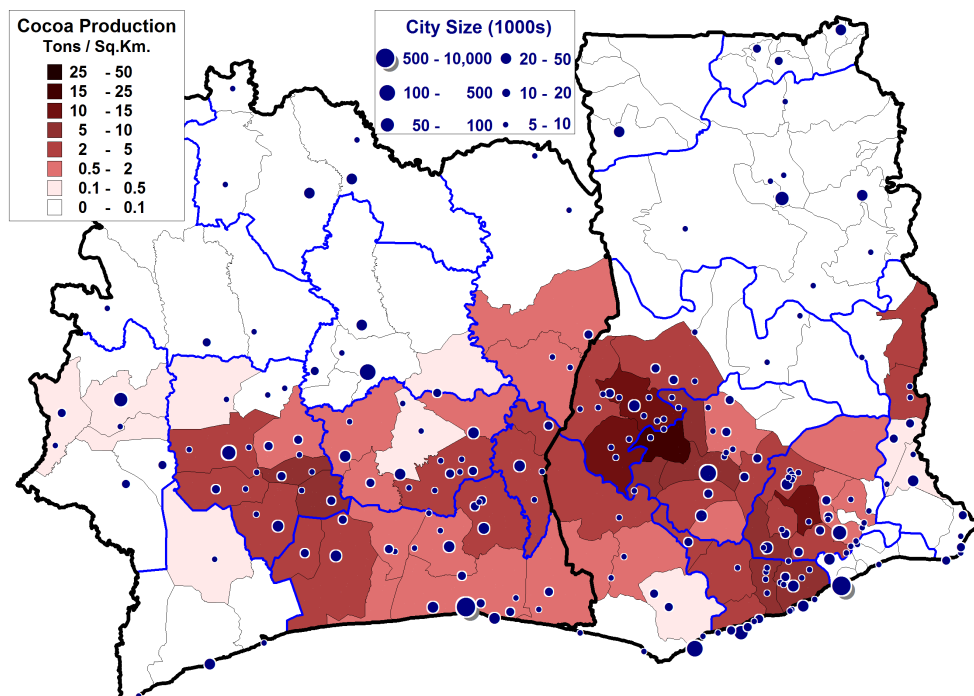 Cocoa Production
Tons / Sq.Km.
25 - 50
15 - 25
10 - 15
5 - 10
2 - 5
0.5 - 2
0.1 - 0.5
0 - 0.1
City Size (1000s)
500 - 10,000
20 - 50
100 - 500
10 - 20
50 - 100
5 - 10